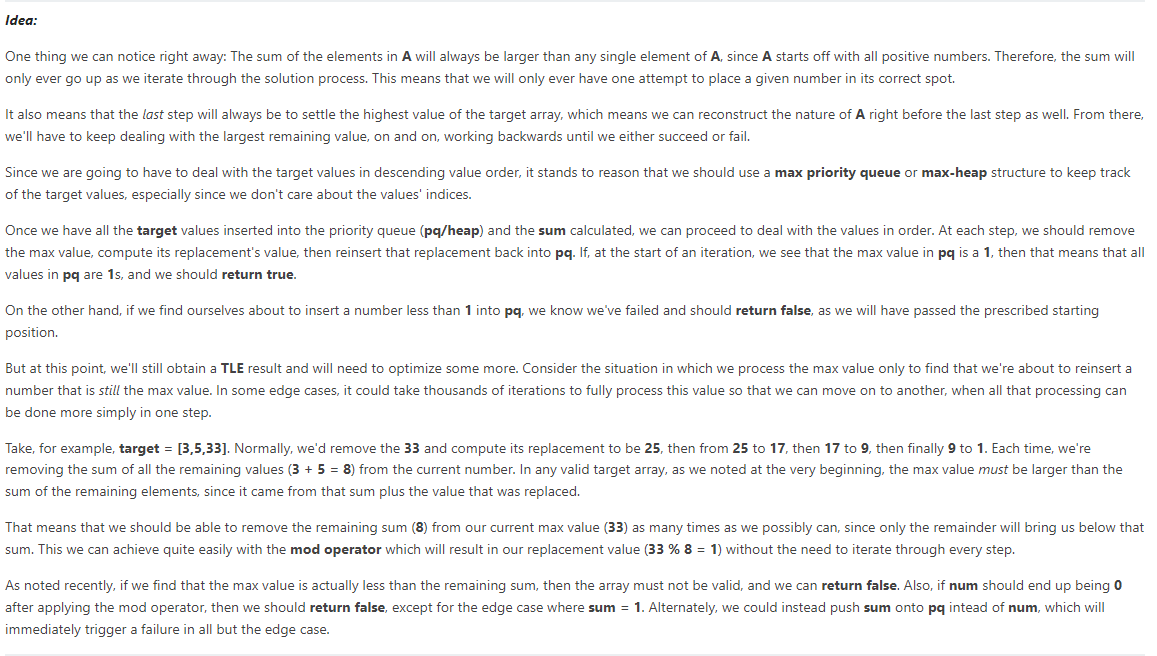 Idea:
One thing we can notice right away: The sum of the elements in A will always be larger than any single element of A, since A starts off with all positive numbers. Therefore, the sum will
only ever go up as we iterate through the solution process. This means that we will only ever have one attempt to place a given number in its correct spot.
It also means that the last step will always be to settle the highest value of the target array, which means we can reconstruct the nature of A right before the last step as well. From there,
we'll have to keep dealing with the largest remaining value, on and on, working backwards until we either succeed or fail.
Since we are going to have to deal with the target values in descending value order, it stands to reason that we should use a max priority queue or max-heap structure to keep track
of the target values, especially since we don't care about the values' indices.
Once we have all the target values inserted into the priority queue (pq/heap) and the sum calculated, we can proceed to deal with the values in order. At each step, we should remove
the max value, compute its replacement's value, then reinsert that replacement back into pq. If, at the start of an iteration, we see that the max value in pq is a 1, then that means that all
values in pq are 1s, and we should return true.
On the other hand, if we find ourselves about to insert a number less than 1 into pq, we know we've failed and should return false, as we will have passed the prescribed starting
position.
But at this point, we'll still obtain a TLE result and will need to optimize some more. Consider the situation in which we process the max value only to find that we're about to reinsert a
number that is still the max value. In some edge cases, it could take thousands of iterations to fully process this value so that we can move on to another, when all that processing can
be done more simply in one step.
Take, for example, target = [3,5,33]. Normally, we'd remove the 33 and compute its replacement to be 25, then from 25 to 17, then 17 to 9, then finally 9 to 1. Each time, we're
removing the sum of all the remaining values (3 + 5 = 8) from the current number. In any valid target array, as we noted at the very beginning, the max value must be larger than the
sum of the remaining elements, since it came from that sum plus the value that was replaced.
That means that we should be able to remove the remaining sum (8) from our current max value (33) as many times as we possibly can, since only the remainder will bring us below that
sum. This we can achieve quite easily with the mod operator which will result in our replacement value (33 % 8 = 1) without the need to iterate through every step.
As noted recently, if we find that the max value is actually less than the remaining sum, then the array must not be valid, and we can return false. Also, if num should end up being 0
after applying the mod operator, then we should return false, except for the edge case where sum = 1. Alternately, we could instead push sum onto pq intead of num, which will
immediately trigger a failure in all but the edge case.